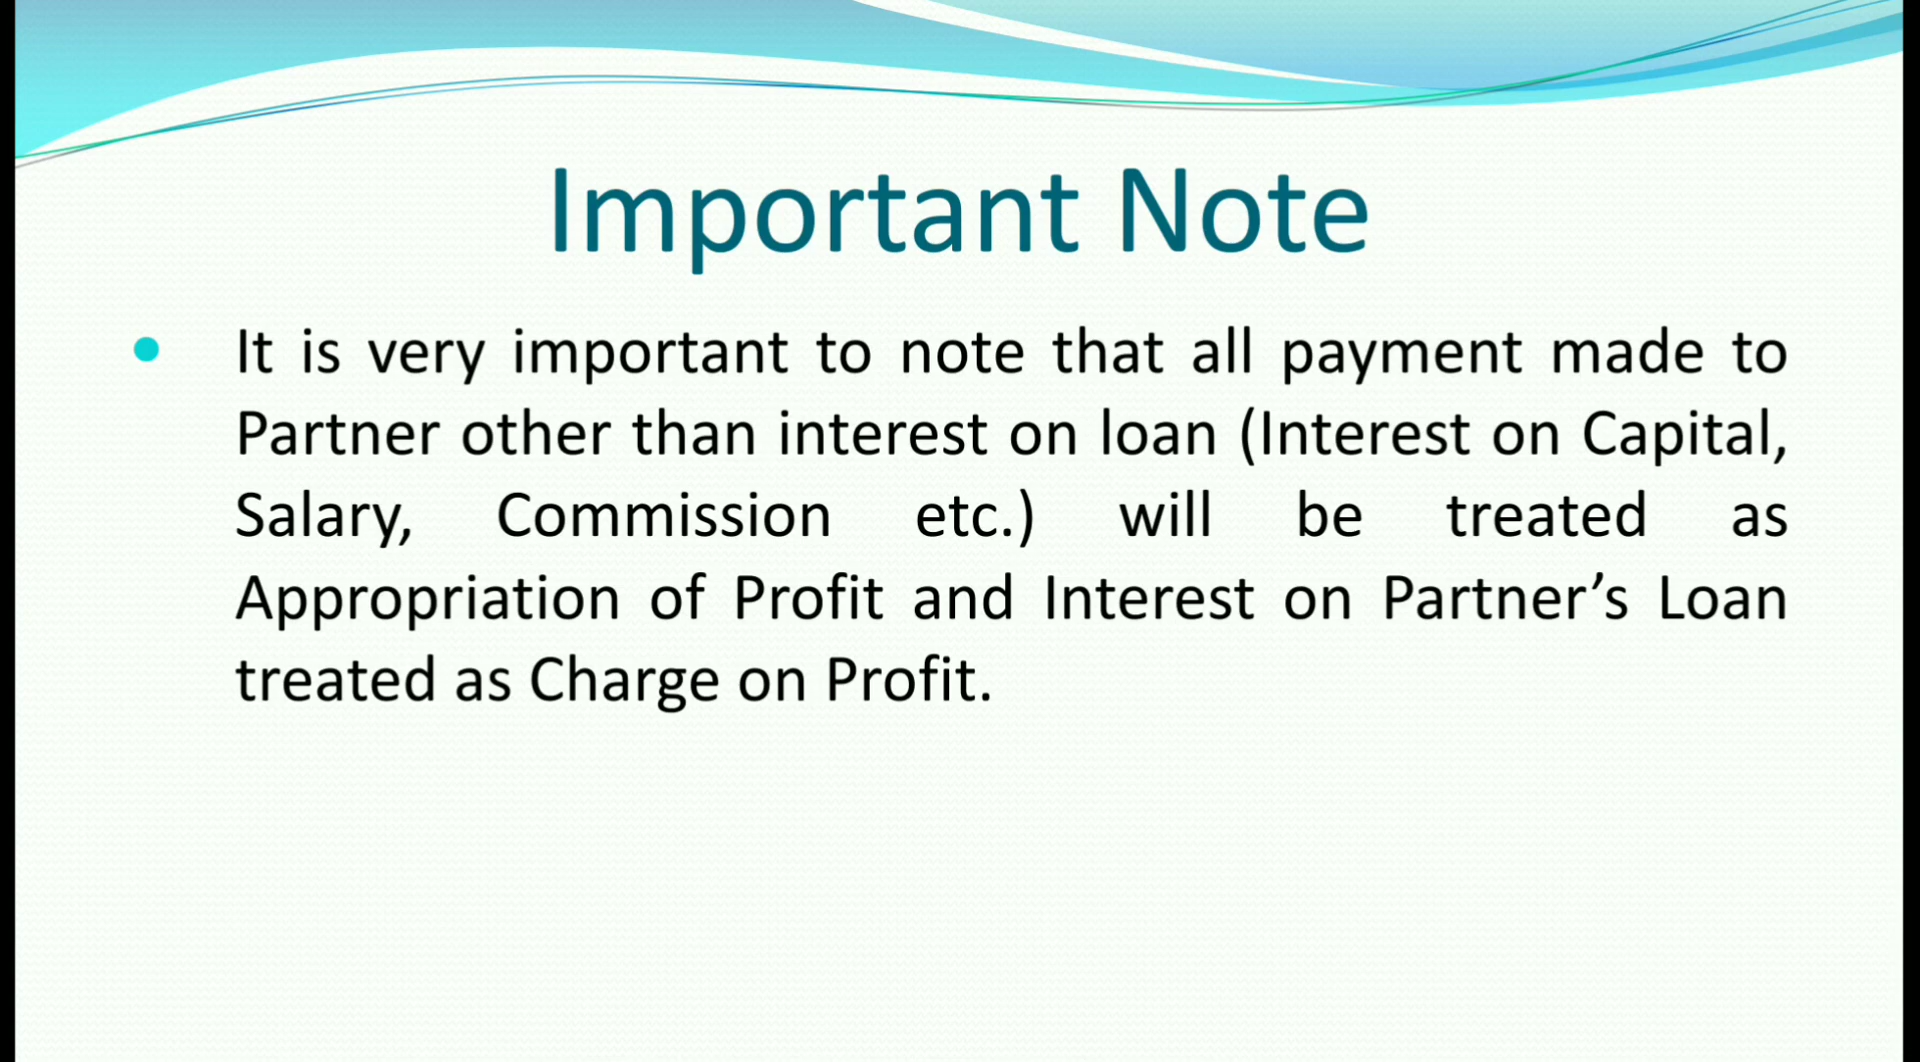 Important Note
• It is very important to note that all payment made to
Partner other than interest on loan (Interest on Capital,
Salary, Commission etc.) will be treated as
Appropriation of Profit and Interest on Partner’s Loan
treated as Charge on Profit.